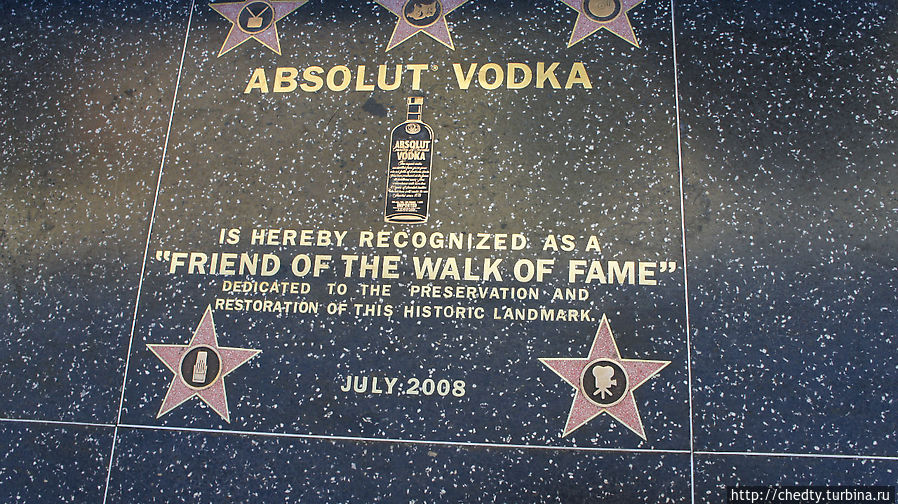 ABSOLUT® VODKA
ABSOLUT
VODKA
IS HEREBY RECOGNIZED AS A
"FRIEND OF THE WALK OF FAME"
DEDICATED TO THE PRESERVATION AND
RESTORATION OF THIS HISTORIC LANDMARK.
JULY 2008
http://chedty.turbina.ru